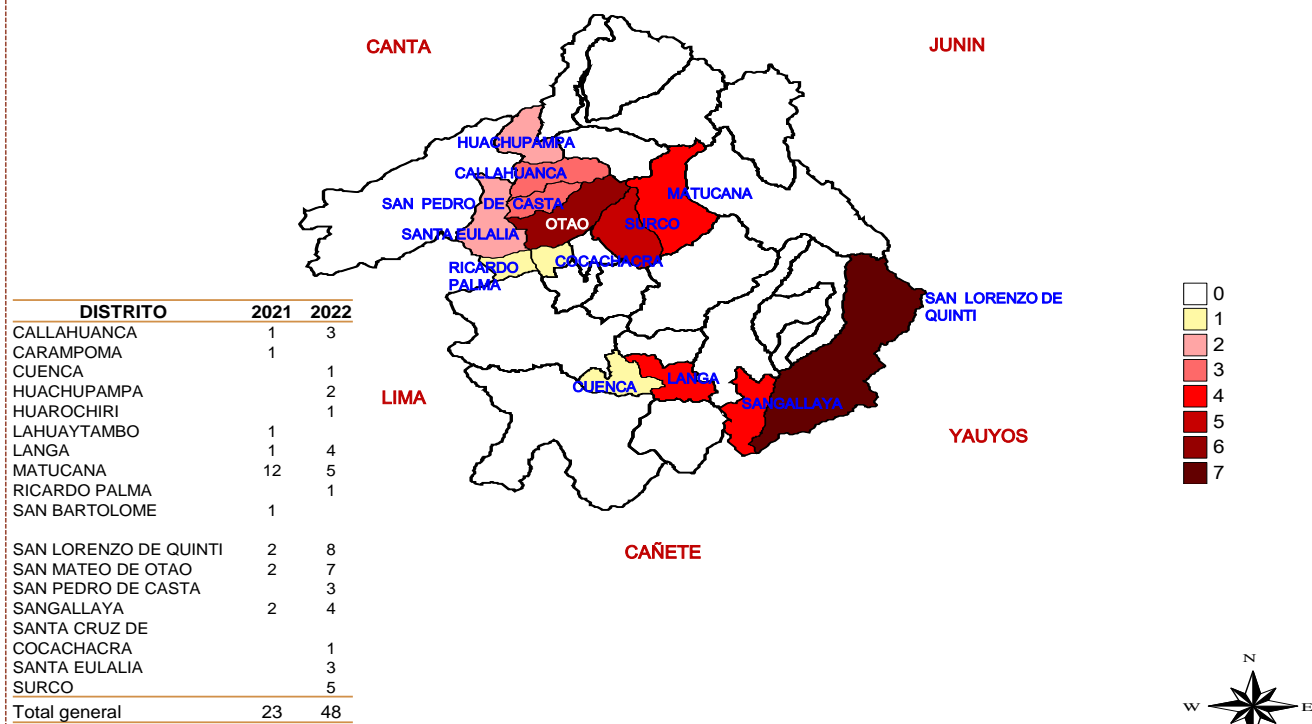 CANTA
JUNIN
HUACHUPAMPA
CALLAHUANCA
MATUCANA
SAN PEDRO DE CASTA
OTAO
SURCO
SANTA EULALIA
COCACHACRA
RICARDO
PALMA
SAN LORENZO DE
QUINTI
CUENCA
LANGA
SANGALLAYA
LIMA
YAUYOS
CAÑETE
DISTRITO 2021 2022
CALLAHUANCA 1 3
CARAMPOMA 1
CUENCA 1
HUACHUPAMPA 2
HUAROCHIRI 1
LAHUAYTAMBO 1
LANGA 1 4
MATUCANA 12 5
RICARDO PALMA 1
SAN BARTOLOME 1
SAN LORENZO DE QUINTI 2 8
SAN MATEO DE OTAO 2 7
SAN PEDRO DE CASTA 3
SANGALLAYA 2 4
SANTA CRUZ DE
COCACHACRA 1
SANTA EULALIA 3
SURCO 5
Total general 23 48
0
1
2
3
4
5
6
7
N
W E